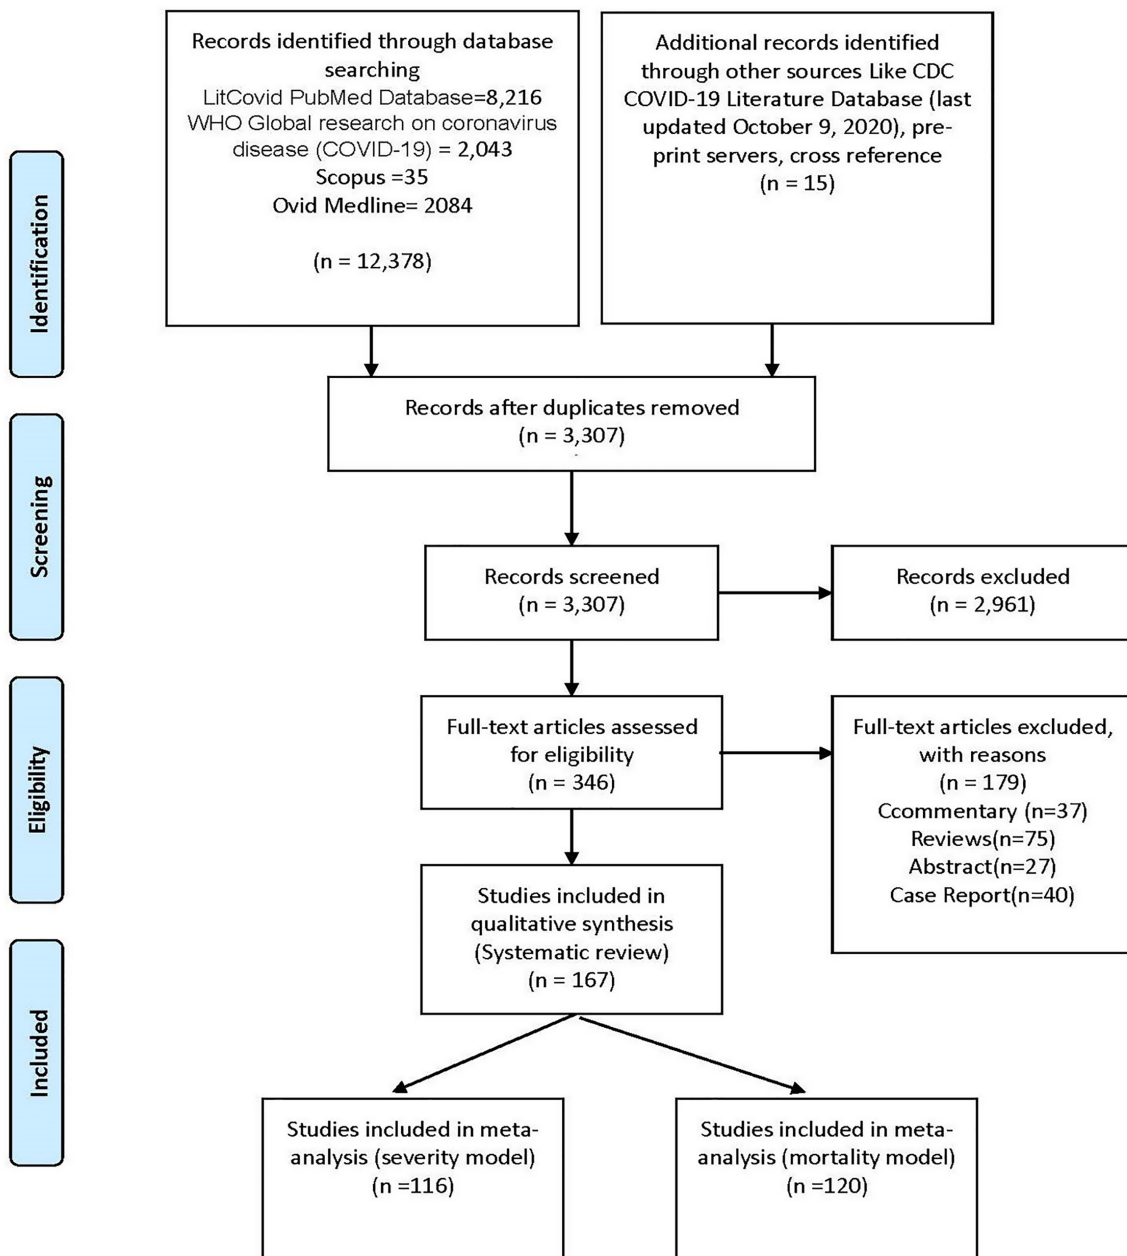 Records identified through database
searching
LitCovid PubMed Database=8,216
WHO Global research on coronavirus
disease (COVID-19) = 2,043
Scopus =35
Ovid Medline= 2084
(n = 12,378)
Additional records identified
through other sources Like CDC
COVID-19 Literature Database (last
updated October 9, 2020), pre-
print servers, cross reference
(n = 15)
Identification
Records after duplicates removed
(n = 3,307)
Screening
Records screened
(n = 3,307)
Records excluded
(n = 2,961)
Eligibility
Full-text articles assessed
for eligibility
(n = 346)
Full-text articles excluded,
with reasons
(n = 179)
Ccommentary (n=37)
Reviews(n=75)
Abstract(n=27)
Case Report(n=40)
Studies included in
qualitative synthesis
(Systematic review)
(n = 167)
Included
Studies included in meta-
analysis (severity model)
(n =116)
Studies included in meta-
analysis (mortality model)
(n =120)